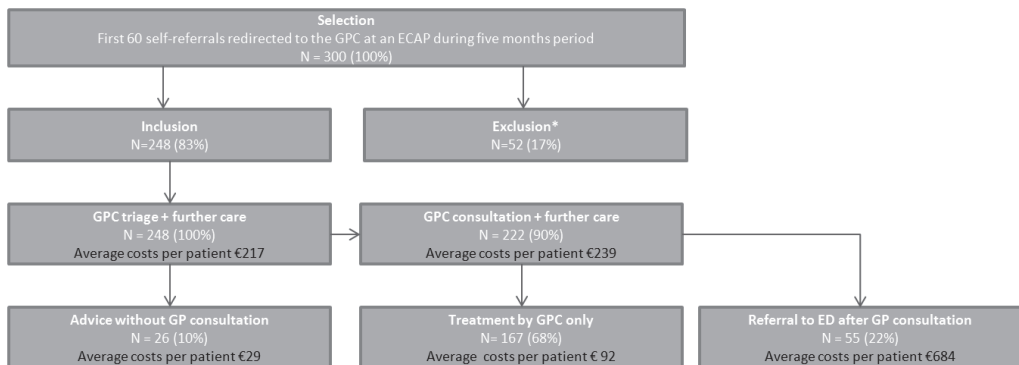 Selection
First 60 self-referrals redirected to the GPC at an ECAP during five months period
N = 300 (100%)
Inclusion
N=248 (83%)
Exclusion*
N=52 (17%)
GPC triage + further care
N = 248 (100%)
Average costs per patient €217
GPC consultation + further care
N = 222 (90%)
Average costs per patient €239
Advice without GP consultation
N = 26 (10%)
Average costs per patient €29
Treatment by GPC only
N= 167 (68%)
Average costs per patient € 92
Referral to ED after GP consultation
N = 55 (22%)
Average costs per patient €684